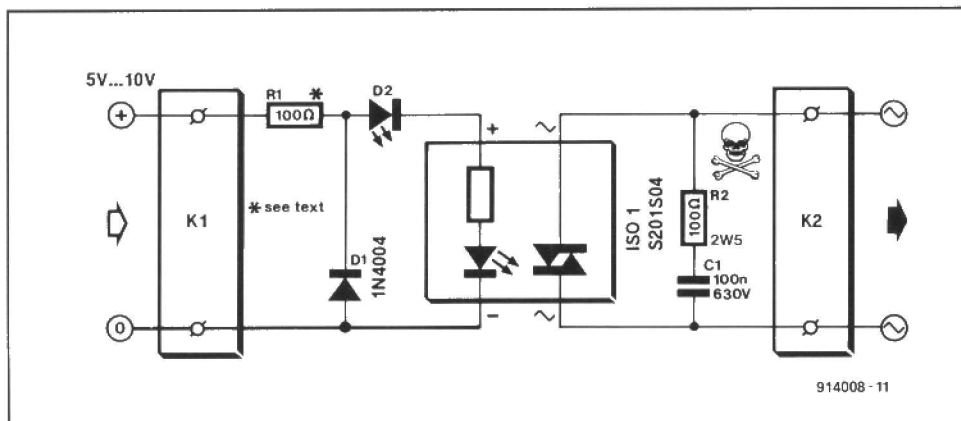 5V...10V
+
R1
*
100Ω
D2
+
~
K1
* see text
D1
1N4004
ISO 1
S201S04
R2
100Ω
2W5
C1
100n
630V
K2
~
~
0
-
~
914008 - 11